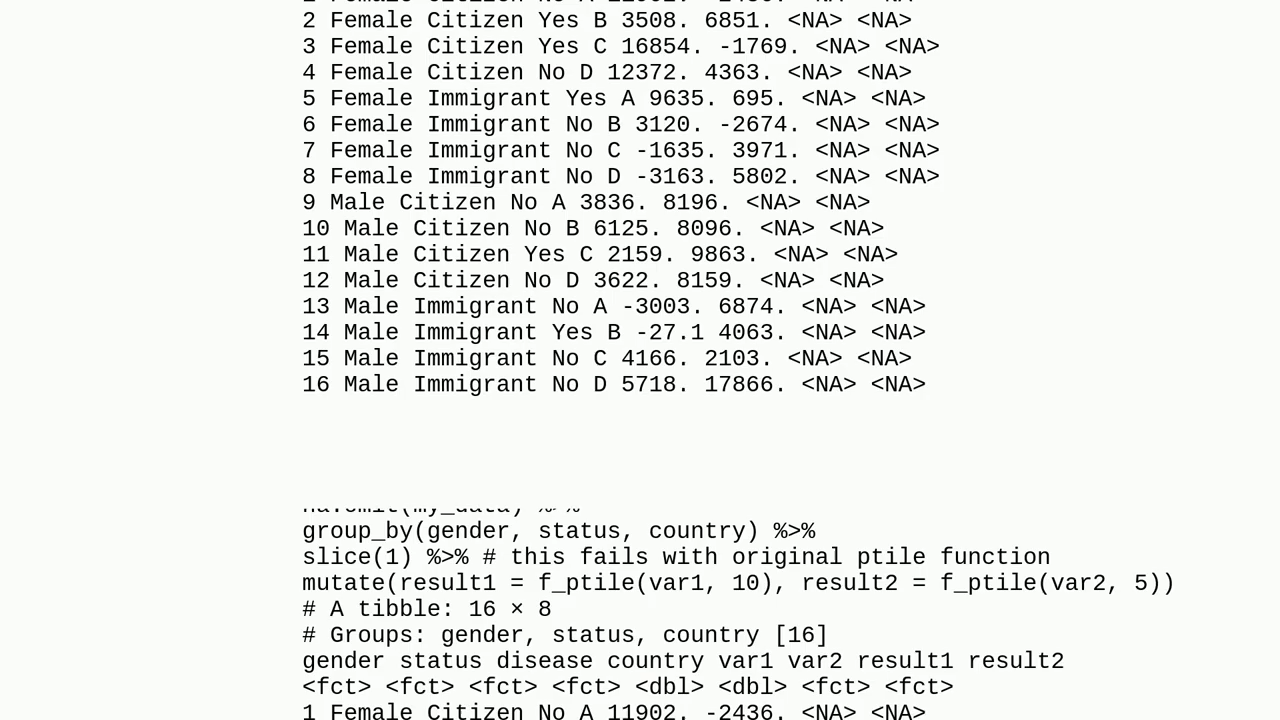 2 Female Citizen Yes B 3508. 6851. <NA> <NA>
3 Female Citizen Yes C 16854. -1769. <NA> <NA>
4 Female Citizen No D 12372. 4363. <NA> <NA>
5 Female Immigrant Yes A 9635. 695. <NA> <NA>
6 Female Immigrant No B 3120. -2674. <NA> <NA>
7 Female Immigrant No C -1635. 3971. <NA> <NA>
8 Female Immigrant No D -3163. 5802. <NA> <NA>
9 Male Citizen No A 3836. 8196. <NA> <NA>
10 Male Citizen No B 6125. 8096. <NA> <NA>
11 Male Citizen Yes C 2159. 9863. <NA> <NA>
12 Male Citizen No D 3622. 8159. <NA> <NA>
13 Male Immigrant No A -3003. 6874. <NA> <NA>
14 Male Immigrant Yes B -27.1 4063. <NA> <NA>
15 Male Immigrant No C 4166. 2103. <NA> <NA>
16 Male Immigrant No D 5718. 17866. <NA> <NA>
na.omit(my_data) %>%
group_by(gender, status, country) %>%
slice(1) %>% # this fails with original ptile function
mutate(result1 = f_ptile(var1, 10), result2 = f_ptile(var2, 5))
# A tibble: 16 × 8
# Groups: gender, status, country [16]
gender status disease country var1 var2 result1 result2
<fct> <fct> <fct> <fct> <dbl> <dbl> <fct> <fct>
1 Female Citizen No A 11902. -2436. <NA> <NA>